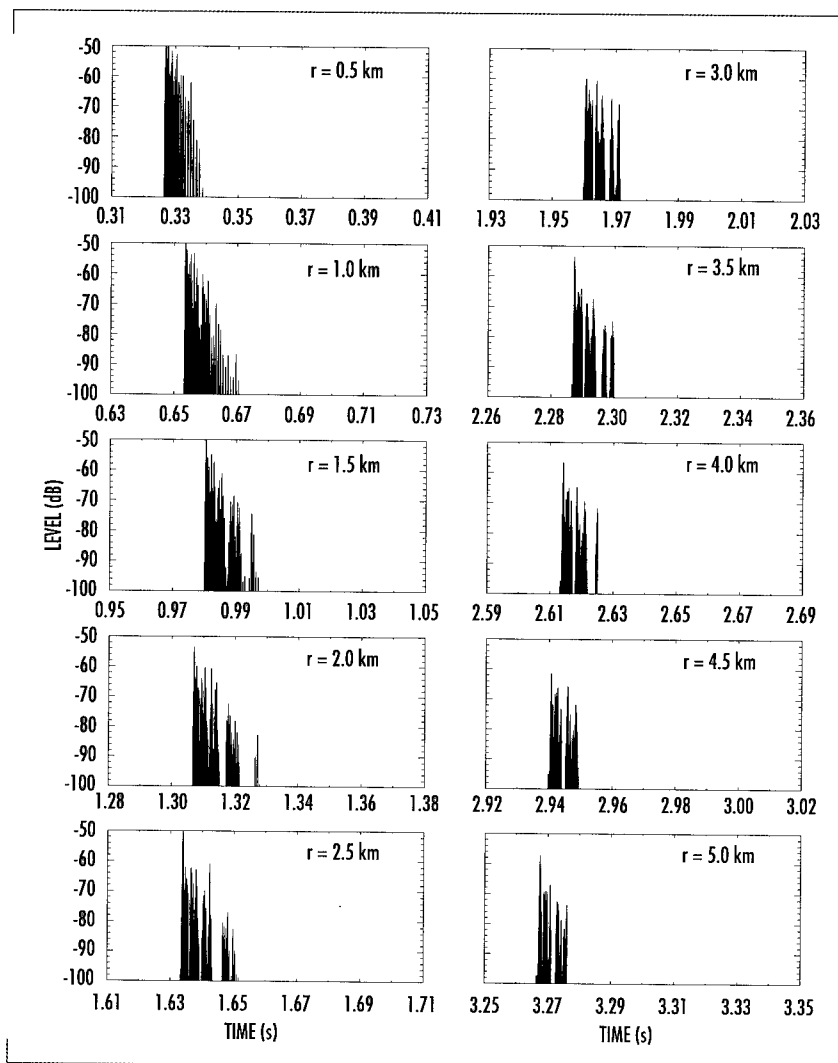 -50
-60
-70
-80
-90
-100
r = 0.5 km
0.31 0.33 0.35 0.37 0.39 0.41
-50
-60
-70
-80
-90
-100
r = 1.0 km
0.63 0.65 0.67 0.69 0.71 0.73
LEVEL (dB)
-50
-60
-70
-80
-90
-100
r = 1.5 km
0.95 0.97 0.99 1.01 1.03 1.05
-50
-60
-70
-80
-90
-100
r = 2.0 km
1.28 1.30 1.32 1.34 1.36 1.38
-50
-60
-70
-80
-90
-100
r = 2.5 km
1.61 1.63 1.65 1.67 1.69 1.71
TIME (s)
r = 3.0 km
1.93 1.95 1.97 1.99 2.01 2.03
r = 3.5 km
2.26 2.28 2.30 2.32 2.34 2.36
r = 4.0 km
2.59 2.61 2.63 2.65 2.67 2.69
r = 4.5 km
2.92 2.94 2.96 2.98 3.00 3.02
r = 5.0 km
3.25 3.27 3.29 3.31 3.33 3.35
TIME (s)